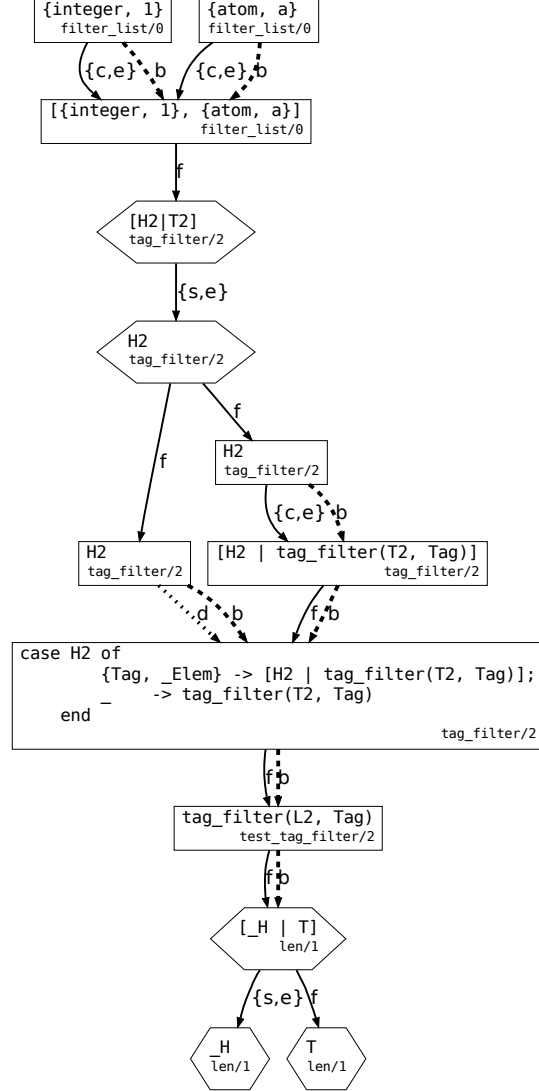 {integer, 1}
filter_list/0
{atom, a}
filter_list/0
{c,e}
b
{c,e}
b
[{integer, 1}, {atom, a}]
filter_list/0
f
[H2|T2]
tag_filter/2
{s,e}
H2
tag_filter/2
f
f
H2
tag_filter/2
{c,e}
b
H2
tag_filter/2
[H2 | tag_filter(T2, Tag)]
tag_filter/2
d
b
f
b
case H2 of
{Tag, _Elem} -> [H2 | tag_filter(T2, Tag)];
_ -> tag_filter(T2, Tag)
end
tag_filter/2
f
b
tag_filter(L2, Tag)
test_tag_filter/2
f
b
[_H | T]
len/1
{s,e}
f
_H
len/1
T
len/1